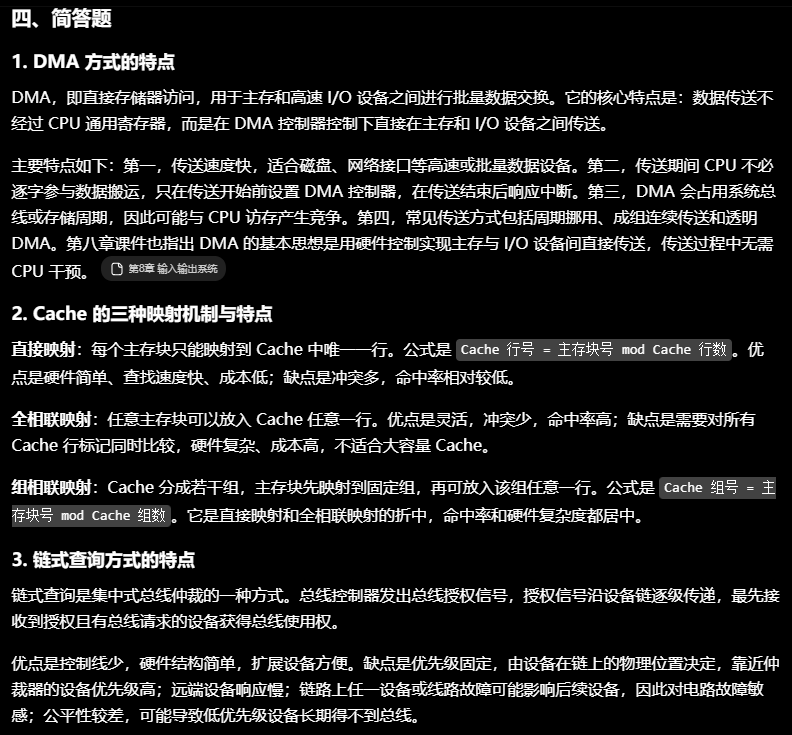 四、简答题
1. DMA 方式的特点
DMA，即直接存储器访问，用于主存和高速 I/O 设备之间进行批量数据交换。它的核心特点是：数据传送不
经过 CPU 通用寄存器，而是在 DMA 控制器控制下直接在主存和 I/O 设备之间传送。
主要特点如下：第一，传送速度快，适合磁盘、网络接口等高速或批量数据设备。第二，传送期间 CPU 不必
逐字参与数据搬运，只在传送开始前设置 DMA 控制器，在传送结束后响应中断。第三，DMA 会占用系统总
线或存储周期，因此可能与 CPU 访存产生竞争。第四，常见传送方式包括周期挪用、成组连续传送和透明
DMA。第八章课件也指出 DMA 的基本思想是用硬件控制实现主存与 I/O 设备间直接传送，传送过程中无需
CPU 干预。 第8章 输入输出系统
2. Cache 的三种映射机制与特点
直接映射：每个主存块只能映射到 Cache 中唯一一行。公式是 Cache 行号 = 主存块号 mod Cache 行数。优
点是硬件简单、查找速度快、成本低；缺点是冲突多，命中率相对较低。
全相联映射：任意主存块可以放入 Cache 任意一行。优点是灵活，冲突少，命中率高；缺点是需要对所有
Cache 行标记同时比较，硬件复杂、成本高，不适合大容量 Cache。
组相联映射：Cache 分成若干组，主存块先映射到固定组，再可放入该组任意一行。公式是 Cache 组号 = 主
存块号 mod Cache 组数。它是直接映射和全相联映射的折中，命中率和硬件复杂度都居中。
3. 链式查询方式的特点
链式查询是集中式总线仲裁的一种方式。总线控制器发出总线授权信号，授权信号沿设备链逐级传递，最先接
收到授权且有总线请求的设备获得总线使用权。
优点是控制线少，硬件结构简单，扩展设备方便。缺点是优先级固定，由设备在链上的物理位置决定，靠近仲
裁器的设备优先级高；远端设备响应慢；链路上任一设备或线路故障可能影响后续设备，因此对电路故障敏
感；公平性较差，可能导致低优先级设备长期得不到总线。